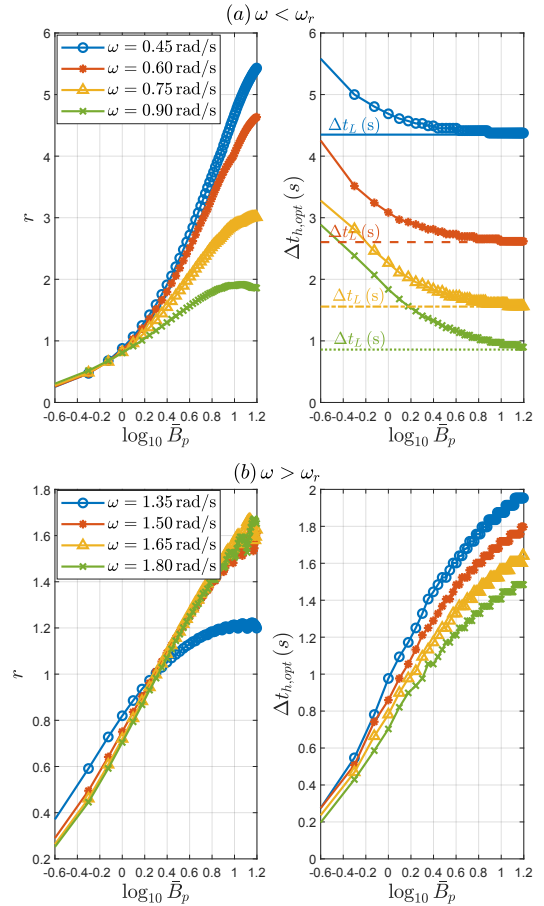 (a) ω < ω_r
6
5
4
3
2
1
0
r
ω = 0.45 rad/s
ω = 0.60 rad/s
ω = 0.75 rad/s
ω = 0.90 rad/s
-0.6 -0.4 -0.2 0 0.2 0.4 0.6 0.8 1 1.2
log₁₀ B̄_p
6
5
4
3
2
1
0
Δt_{h,opt} (s)
Δt_L (s)
Δt_L (s)
Δt_L (s)
Δt_L (s)
-0.6 -0.4 -0.2 0 0.2 0.4 0.6 0.8 1 1.2
log₁₀ B̄_p
(b) ω > ω_r
1.8
1.6
1.4
1.2
1
0.8
0.6
0.4
0.2
r
ω = 1.35 rad/s
ω = 1.50 rad/s
ω = 1.65 rad/s
ω = 1.80 rad/s
-0.6 -0.4 -0.2 0 0.2 0.4 0.6 0.8 1 1.2
log₁₀ B̄_p
2
1.8
1.6
1.4
1.2
1
0.8
0.6
0.4
0.2
0
Δt_{h,opt} (s)
-0.6 -0.4 -0.2 0 0.2 0.4 0.6 0.8 1 1.2
log₁₀ B̄_p